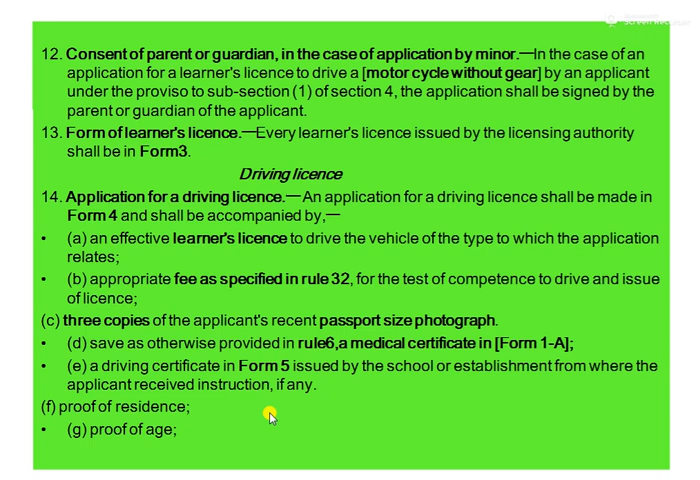 12. Consent of parent or guardian, in the case of application by minor.—In the case of an
application for a learner's licence to drive a [motor cycle without gear] by an applicant
under the proviso to sub-section (1) of section 4, the application shall be signed by the
parent or guardian of the applicant.
13. Form of learner's licence.—Every learner's licence issued by the licensing authority
shall be in Form3.
Driving licence
14. Application for a driving licence.— An application for a driving licence shall be made in
Form 4 and shall be accompanied by,—
• (a) an effective learner's licence to drive the vehicle of the type to which the application
relates;
• (b) appropriate fee as specified in rule 32, for the test of competence to drive and issue
of licence;
(c) three copies of the applicant's recent passport size photograph.
• (d) save as otherwise provided in rule6,a medical certificate in [Form 1-A];
• (e) a driving certificate in Form 5 issued by the school or establishment from where the
applicant received instruction, if any.
(f) proof of residence;
• (g) proof of age;